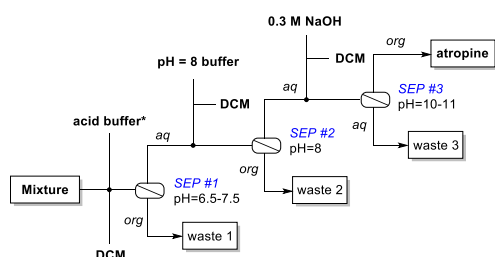 0.3 M NaOH
org
atropine
DCM
pH = 8 buffer
aq
SEP #3
pH=10-11
DCM
aq
acid buffer*
aq
SEP #2
pH=8
waste 3
org
Mixture
SEP #1
pH=6.5-7.5
waste 2
org
waste 1
DCM